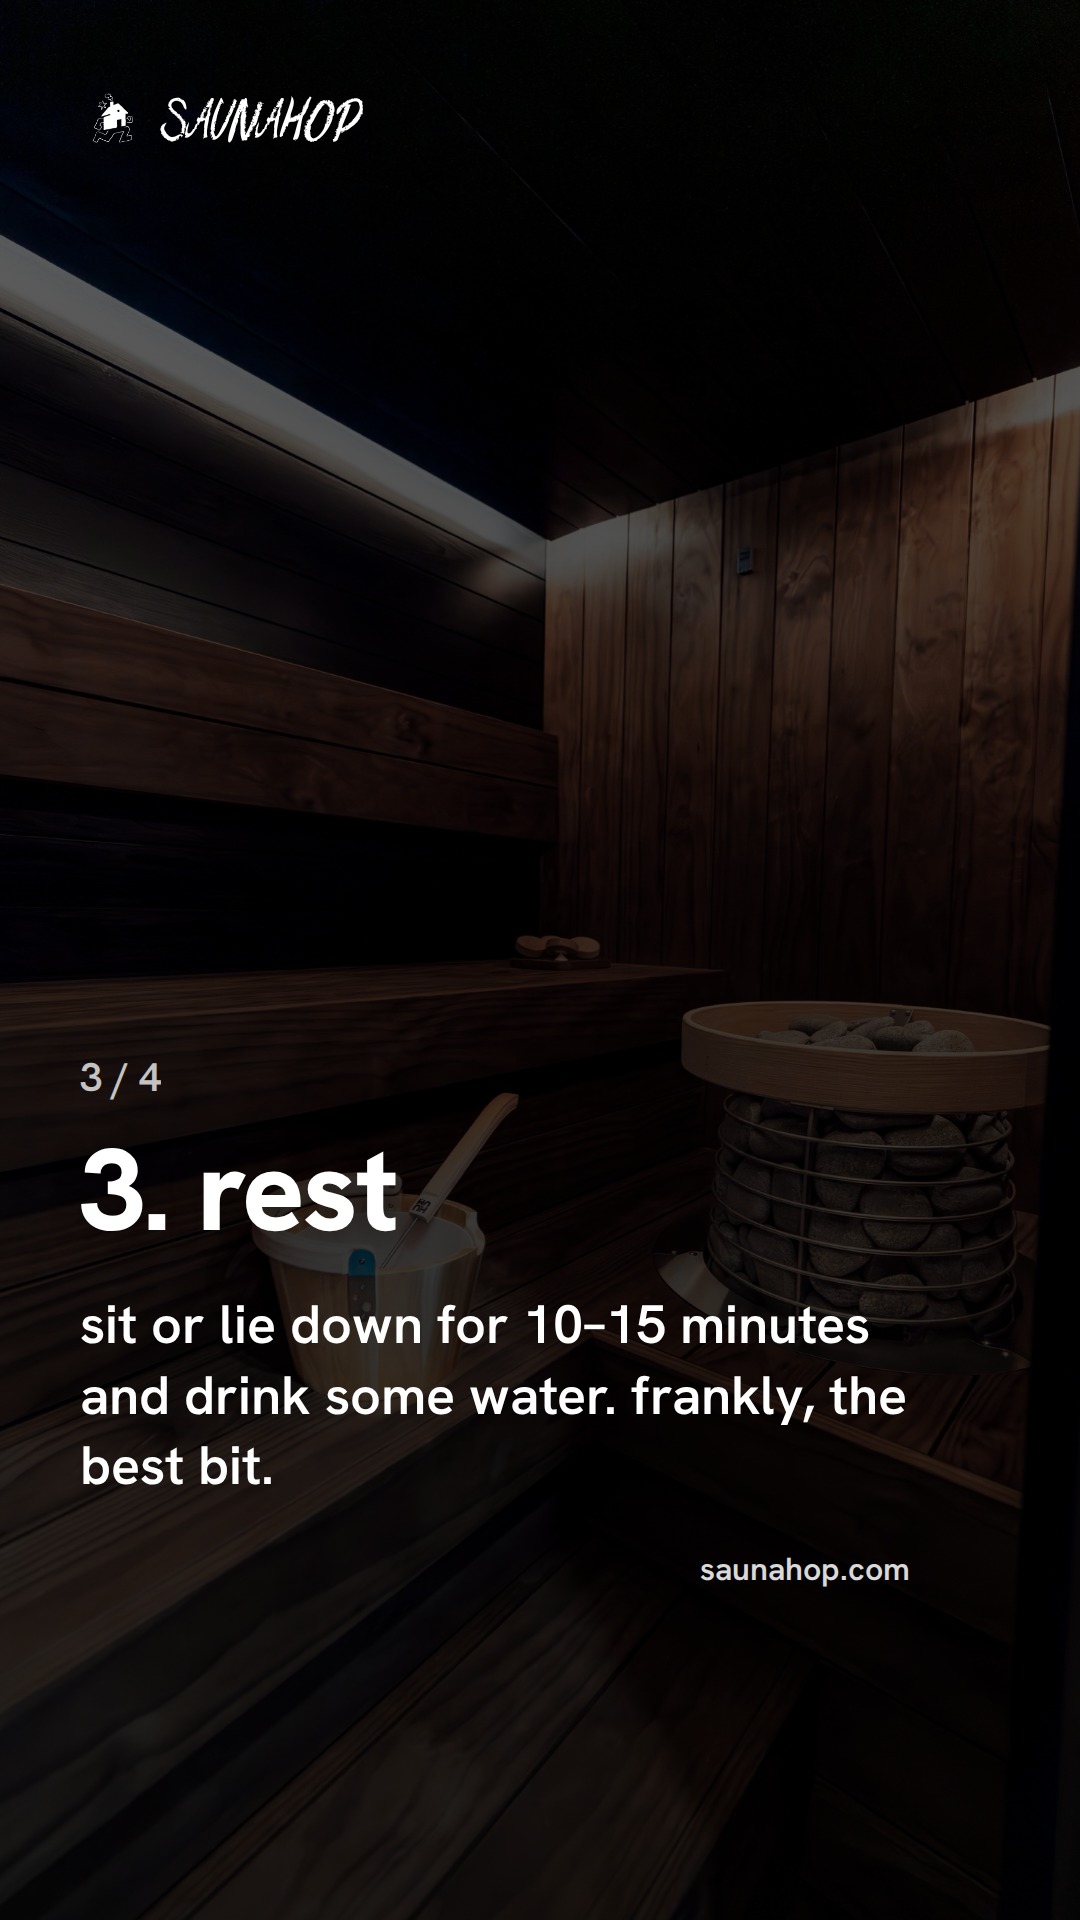 SAUNAHOP
3 / 4
3. rest
sit or lie down for 10–15 minutes
and drink some water. frankly, the
best bit.
saunahop.com